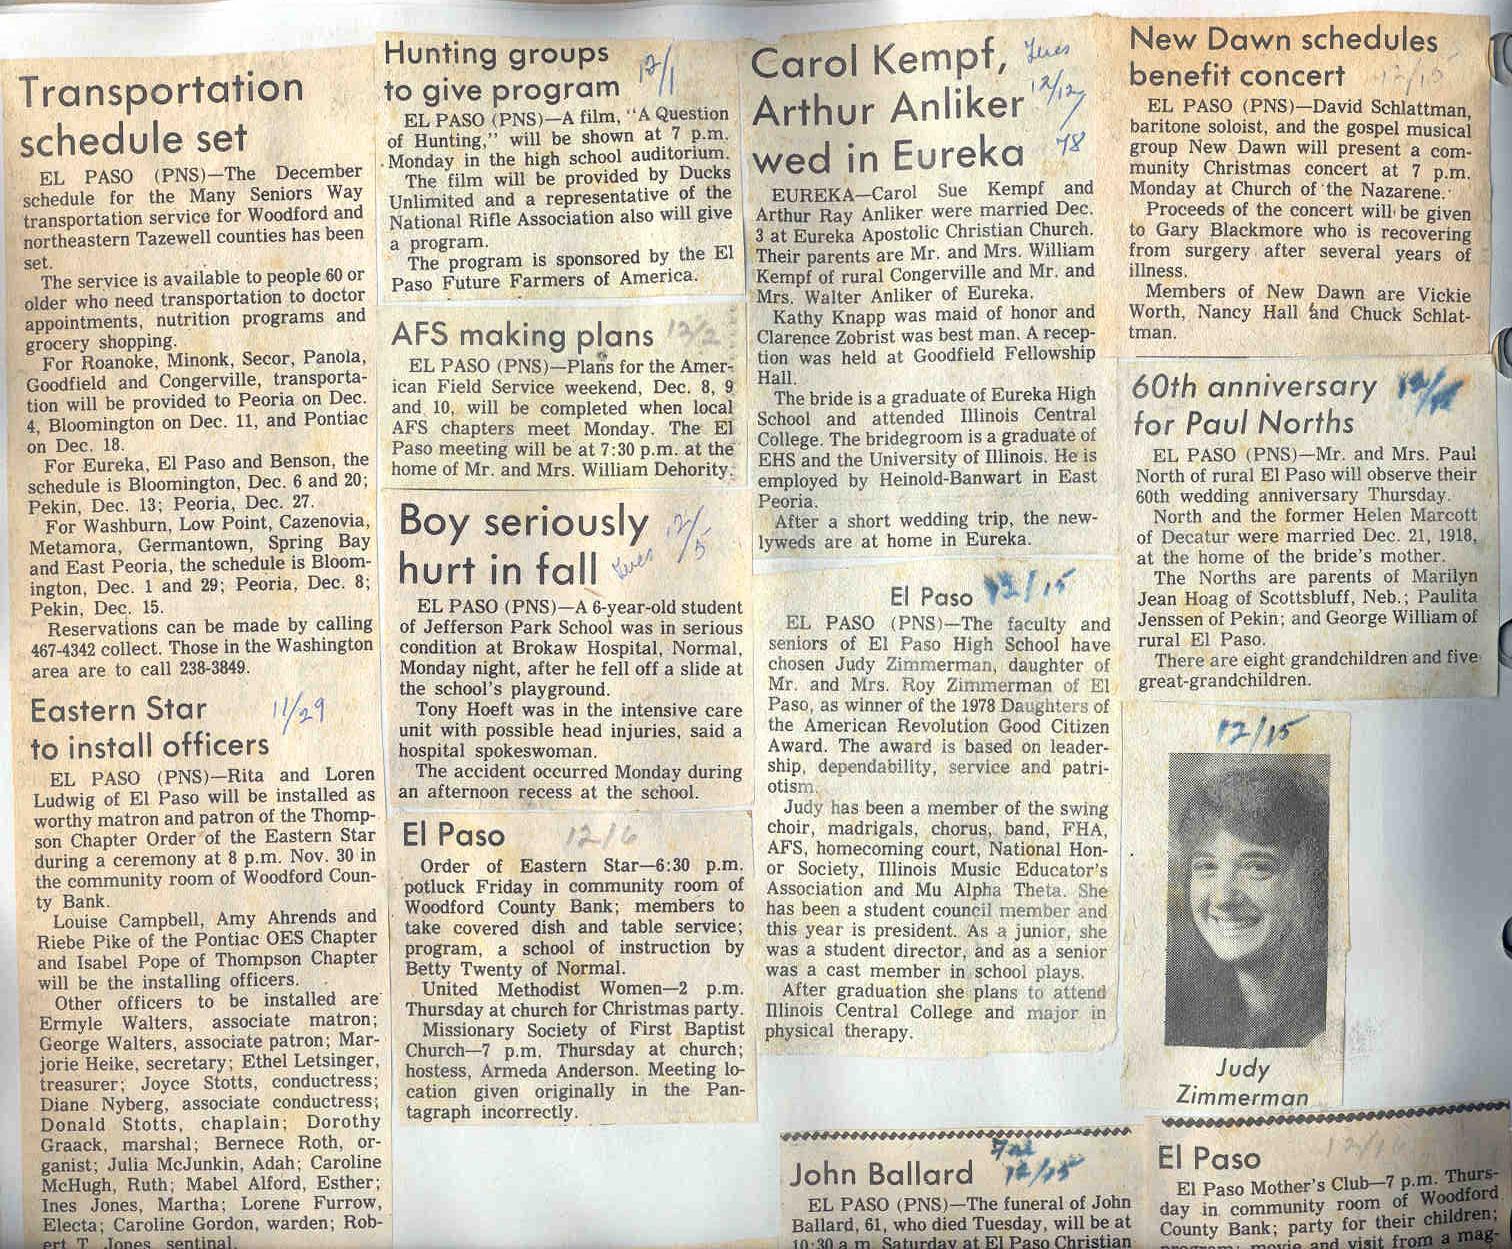 Transportation
schedule set
EL PASO (PNS)—The December
schedule for the Many Seniors Way
transportation service for Woodford and
northeastern Tazewell counties has been
set.
The service is available to people 60 or
older who need transportation to doctor
appointments, nutrition programs and
grocery shopping.
For Roanoke, Minonk, Secor, Panola,
Goodfield and Congerville, transporta-
tion will be provided to Peoria on Dec.
4, Bloomington on Dec. 11, and Pontiac
on Dec. 18.
For Eureka, El Paso and Benson, the
schedule is Bloomington, Dec. 6 and 20;
Pekin, Dec. 13; Peoria, Dec. 27.
For Washburn, Low Point, Cazenovia,
Metamora, Germantown, Spring Bay
and East Peoria, the schedule is Bloom-
ington, Dec. 1 and 29; Peoria, Dec. 8;
Pekin, Dec. 15.
Reservations can be made by calling
467-4342 collect. Those in the Washington
area are to call 238-3849.
Eastern Star 11/29
to install officers
EL PASO (PNS)—Rita and Loren
Ludwig of El Paso will be installed as
worthy matron and patron of the Thomp-
son Chapter Order of the Eastern Star
during a ceremony at 8 p.m. Nov. 30 in
the community room of Woodford Coun-
ty Bank.
Louise Campbell, Amy Ahrends and
Riebe Pike of the Pontiac OES Chapter
and Isabel Pope of Thompson Chapter
will be the installing officers.
Other officers to be installed are
Ermyle Walters, associate matron;
George Walters, associate patron; Mar-
jorie Heike, secretary; Ethel Letsinger,
treasurer; Joyce Stotts, conductress;
Diane Nyberg, associate conductress;
Donald Stotts, chaplain; Dorothy
Graack, marshal; Bernece Roth, or-
ganist; Julia McJunkin, Adah; Caroline
McHugh, Ruth; Mabel Alford, Esther;
Ines Jones, Martha; Lorene Furrow,
Electa; Caroline Gordon, warden; Rob-
ert T. Jones, sentinal.
Hunting groups
to give program 12/1
EL PASO (PNS)—A film, "A Question
of Hunting," will be shown at 7 p.m.
Monday in the high school auditorium.
The film will be provided by Ducks
Unlimited and a representative of the
National Rifle Association also will give
a program.
The program is sponsored by the El
Paso Future Farmers of America.
AFS making plans 12/2
EL PASO (PNS)—Plans for the Amer-
ican Field Service weekend, Dec. 8, 9
and 10, will be completed when local
AFS chapters meet Monday. The El
Paso meeting will be at 7:30 p.m. at the
home of Mr. and Mrs. William Dehority.
Boy seriously
hurt in fall Tues 12/5
EL PASO (PNS)—A 6-year-old student
of Jefferson Park School was in serious
condition at Brokaw Hospital, Normal,
Monday night, after he fell off a slide at
the school's playground.
Tony Hoeft was in the intensive care
unit with possible head injuries, said a
hospital spokeswoman.
The accident occurred Monday during
an afternoon recess at the school.
El Paso 12/6
Order of Eastern Star—6:30 p.m.
potluck Friday in community room of
Woodford County Bank; members to
take covered dish and table service;
program, a school of instruction by
Betty Twenty of Normal.
United Methodist Women—2 p.m.
Thursday at church for Christmas party.
Missionary Society of First Baptist
Church—7 p.m. Thursday at church;
hostess, Armeda Anderson. Meeting lo-
cation given originally in the Pan-
tagraph incorrectly.
Carol Kempf, Tues
Arthur Anliker 12/12/
wed in Eureka 78
EUREKA—Carol Sue Kempf and
Arthur Ray Anliker were married Dec.
3 at Eureka Apostolic Christian Church.
Their parents are Mr. and Mrs. William
Kempf of rural Congerville and Mr. and
Mrs. Walter Anliker of Eureka.
Kathy Knapp was maid of honor and
Clarence Zobrist was best man. A recep-
tion was held at Goodfield Fellowship
Hall.
The bride is a graduate of Eureka High
School and attended Illinois Central
College. The bridegroom is a graduate of
EHS and the University of Illinois. He is
employed by Heinold-Banwart in East
Peoria.
After a short wedding trip, the new-
lyweds are at home in Eureka.
El Paso 12/15
EL PASO (PNS)—The faculty and
seniors of El Paso High School have
chosen Judy Zimmerman, daughter of
Mr. and Mrs. Roy Zimmerman of El
Paso, as winner of the 1978 Daughters of
the American Revolution Good Citizen
Award. The award is based on leader-
ship, dependability, service and patri-
otism.
Judy has been a member of the swing
choir, madrigals, chorus, band, FHA,
AFS, homecoming court, National Hon-
or Society, Illinois Music Educator's
Association and Mu Alpha Theta. She
has been a student council member and
this year is president. As a junior, she
was a student director, and as a senior
was a cast member in school plays.
After graduation she plans to attend
Illinois Central College and major in
physical therapy.
John Ballard 12/15
EL PASO (PNS)—The funeral of John
Ballard, 61, who died Tuesday, will be at
10:30 a.m. Saturday at El Paso Christian
New Dawn schedules
benefit concert 12/15
EL PASO (PNS)—David Schlattman,
baritone soloist, and the gospel musical
group New Dawn will present a com-
munity Christmas concert at 7 p.m.
Monday at Church of the Nazarene.
Proceeds of the concert will be given
to Gary Blackmore who is recovering
from surgery after several years of
illness.
Members of New Dawn are Vickie
Worth, Nancy Hall and Chuck Schlat-
tman.
60th anniversary
for Paul Norths
EL PASO (PNS)—Mr. and Mrs. Paul
North of rural El Paso will observe their
60th wedding anniversary Thursday.
North and the former Helen Marcott
of Decatur were married Dec. 21, 1918,
at the home of the bride's mother.
The Norths are parents of Marilyn
Jean Hoag of Scottsbluff, Neb.; Paulita
Jenssen of Pekin; and George William of
rural El Paso.
There are eight grandchildren and five
great-grandchildren.
12/15
Judy
Zimmerman
El Paso 12/16
El Paso Mother's Club—7 p.m. Thurs-
day in community room of Woodford
County Bank; party for their children;
movie and visit from a mag-